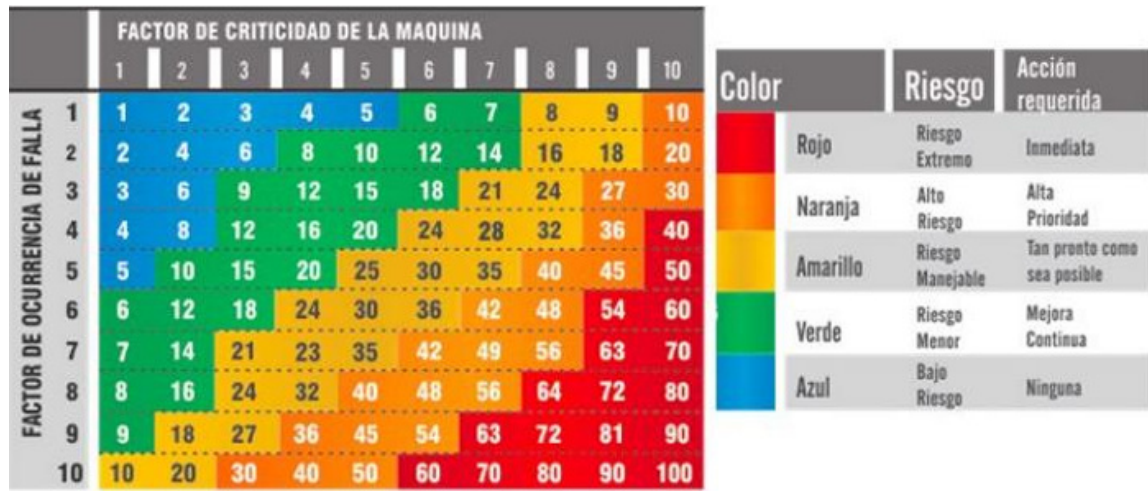 FACTOR DE CRITICIDAD DE LA MAQUINA
1 2 3 4 5 6 7 8 9 10
FACTOR DE OCURRENCIA DE FALLA
1 1 2 3 4 5 6 7 8 9 10
2 2 4 6 8 10 12 14 16 18 20
3 3 6 9 12 15 18 21 24 27 30
4 4 8 12 16 20 24 28 32 36 40
5 5 10 15 20 25 30 35 40 45 50
6 6 12 18 24 30 36 42 48 54 60
7 7 14 21 23 35 42 49 56 63 70
8 8 16 24 32 40 48 56 64 72 80
9 9 18 27 36 45 54 63 72 81 90
10 10 20 30 40 50 60 70 80 90 100
Color Riesgo Acción
requerida
Rojo Riesgo
Extremo Inmediata
Naranja Alto
Riesgo Alta
Prioridad
Amarillo Riesgo
Manejable Tan pronto como
sea posible
Verde Riesgo
Menor Mejora
Continua
Azul Bajo
Riesgo Ninguna